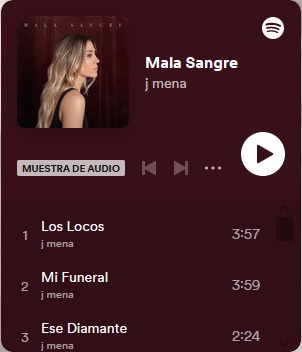 MALA SANGRE
Mala Sangre
j mena
MUESTRA DE AUDIO
1 Los Locos 3:57
j mena
2 Mi Funeral 3:59
j mena
3 Ese Diamante 2:24
j mena